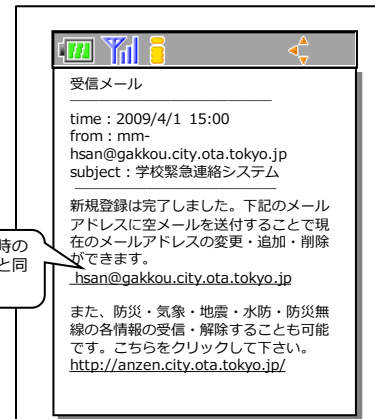 受信メール
time：2009/4/1 15:00
from：mm-
hsan@gakkou.city.ota.tokyo.jp
subject：学校緊急連絡システム
新規登録は完了しました。下記のメール
アドレスに空メールを送付することで現
在のメールアドレスの変更・追加・削除
ができます。
hsan@gakkou.city.ota.tokyo.jp
また、防災・気象・地震・水防・防災無
線の各情報の受信・解除することも可能
です。こちらをクリックして下さい。
http://anzen.city.ota.tokyo.jp/
時の
と同